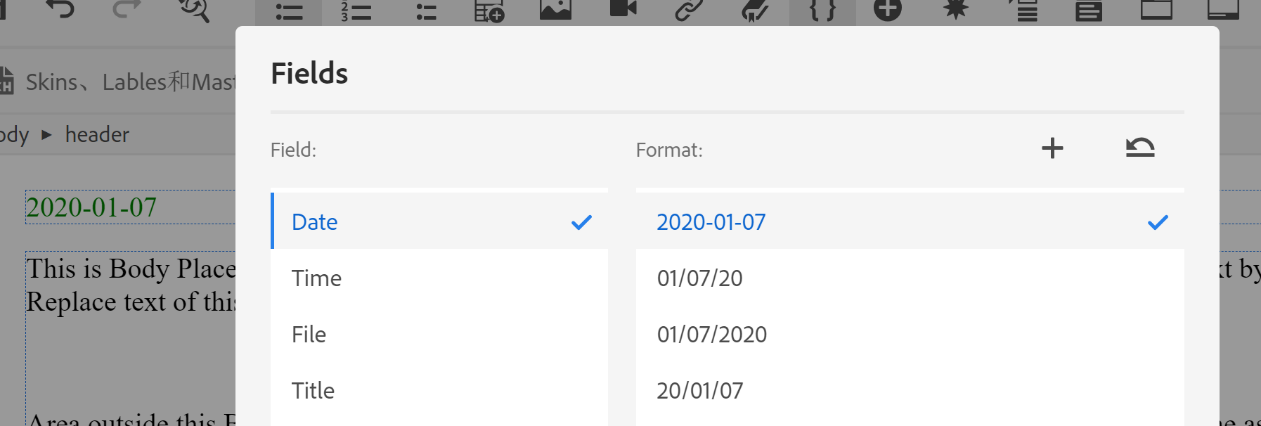 Skins、Lables和Mast
Fields
ody ▸ header
Field:
Format:
2020-01-07
Date
2020-01-07
This is Body Place
xt by
Time
01/07/20
Replace text of this
File
01/07/2020
Title
20/01/07
Area outside this